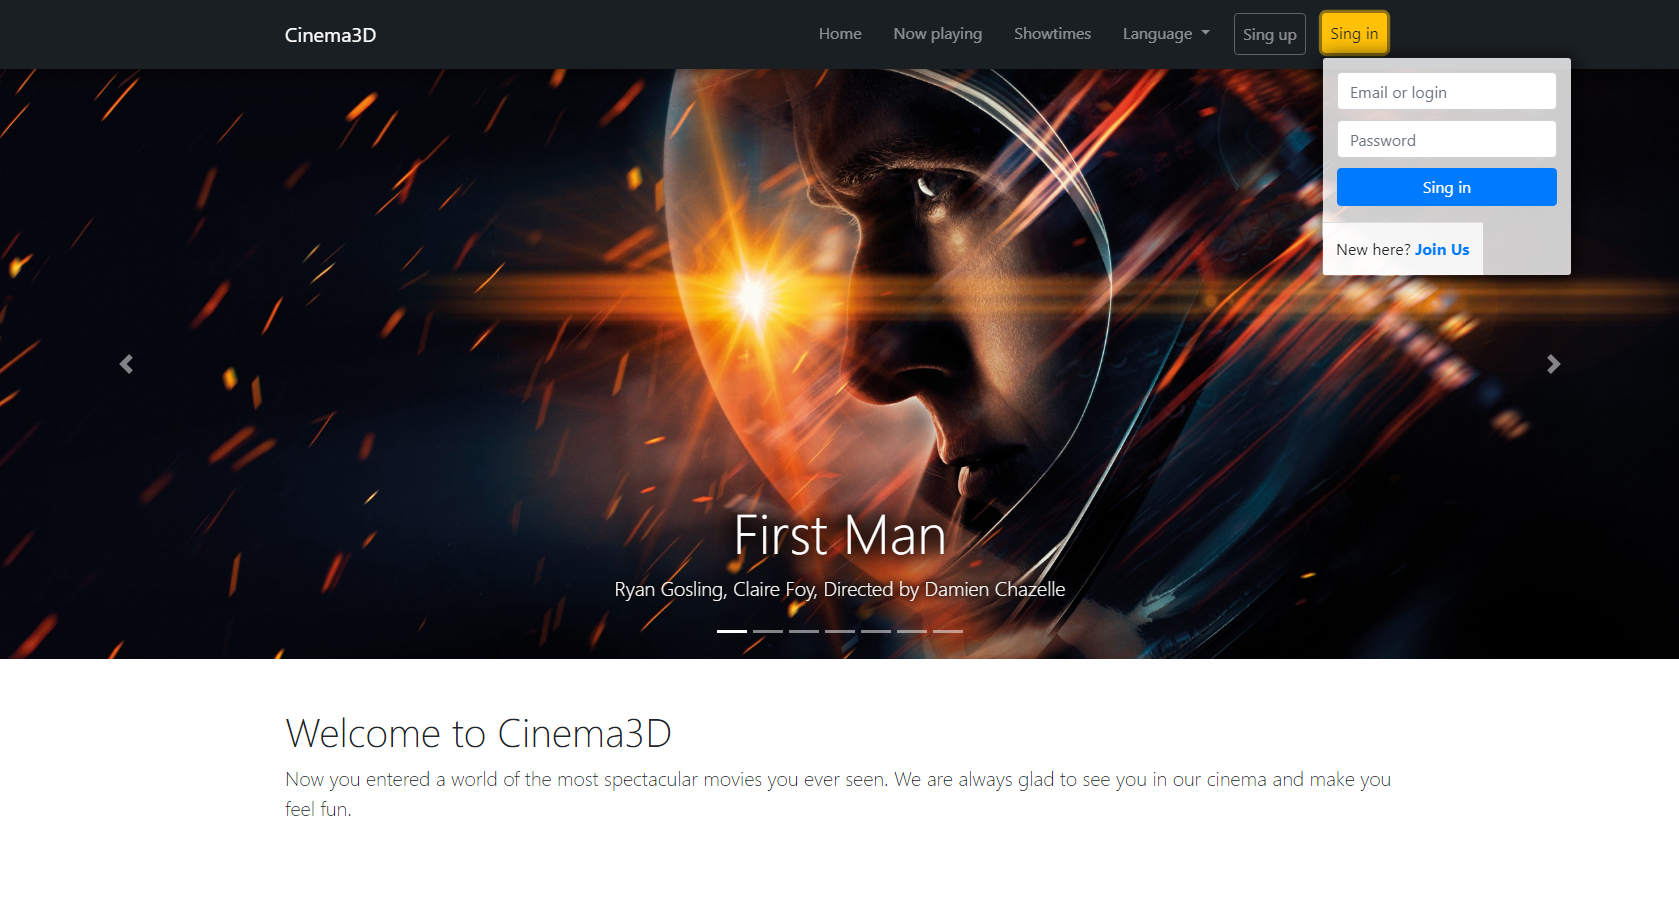 Cinema3D
Home
Now playing
Showtimes
Language
Sing up
Sing in
Email or login
Password
Sing in
New here? Join Us
First Man
Ryan Gosling, Claire Foy, Directed by Damien Chazelle
Welcome to Cinema3D
Now you entered a world of the most spectacular movies you ever seen. We are always glad to see you in our cinema and make you
feel fun.